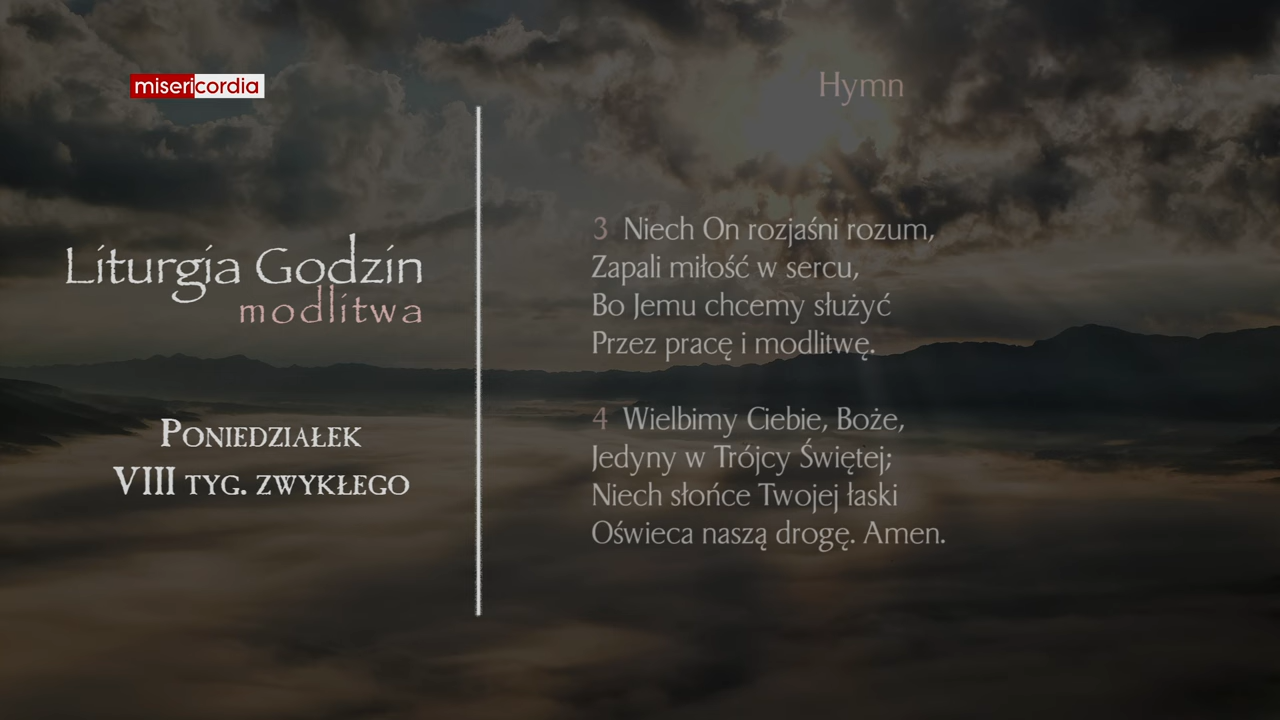 misericordia
Liturgia Godzin
modlitwa
Poniedziałek
VIII tyg. zwykłego
Hymn
3 Niech On rozjaśni rozum,
Zapali miłość w sercu,
Bo Jemu chcemy służyć
Przez pracę i modlitwę.
4 Wielbimy Ciebie, Boże,
Jedyny w Trójcy Świętej;
Niech słońce Twojej łaski
Oświeca naszą drogę. Amen.